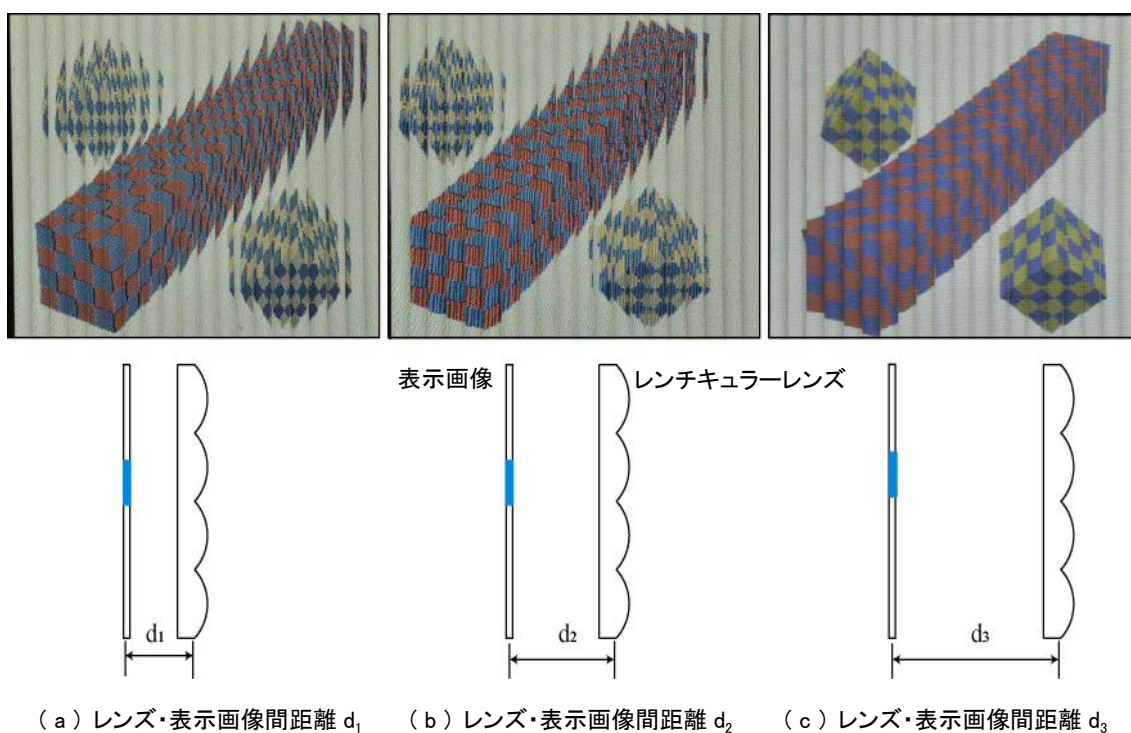 表示画像
レンチキュラーレンズ
d₁
d₂
d₃
( a ) レンズ・表示画像間距離 d₁
( b ) レンズ・表示画像間距離 d₂
( c ) レンズ・表示画像間距離 d₃